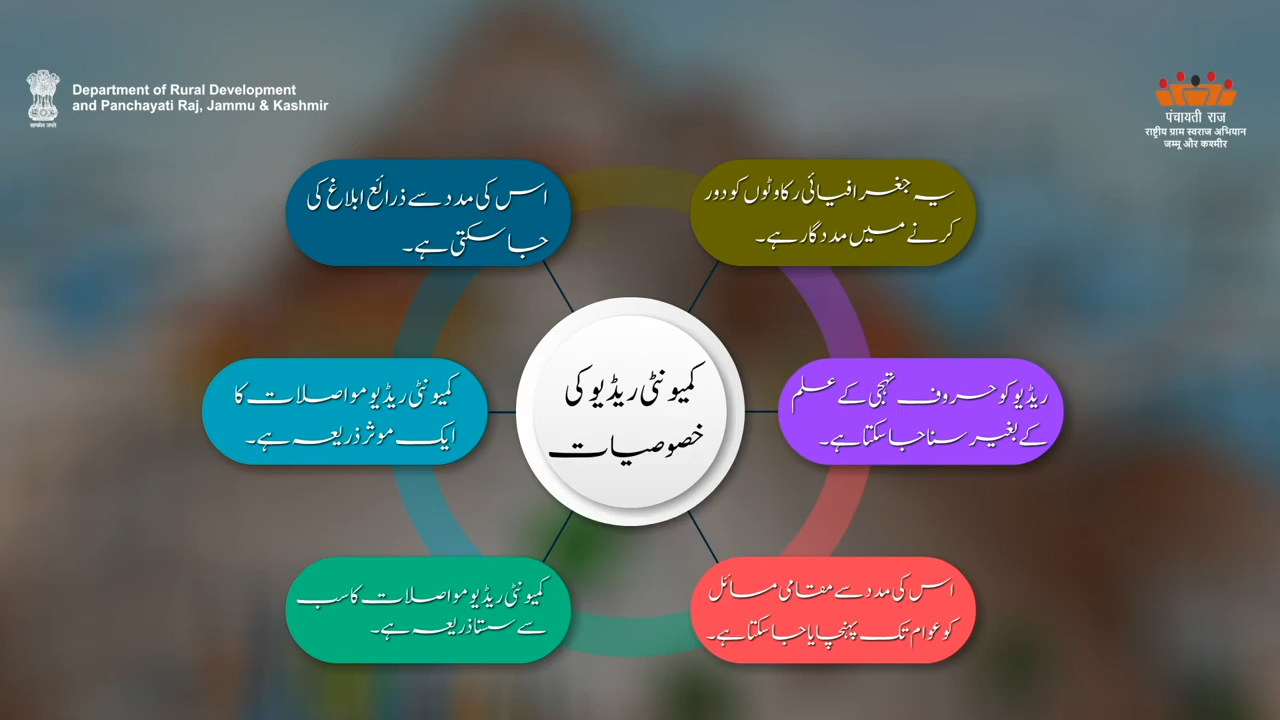 Department of Rural Development
and Panchayati Raj, Jammu & Kashmir
सत्यमेव जयते
पंचायती राज
राष्ट्रीय ग्राम स्वराज अभियान
जम्मू और कश्मीर
کمیونٹی ریڈیو کی
خصوصیات
یہ جغرافیائی رکاوٹوں کو دور
کرنے میں مددگار ہے۔
ریڈیو کو حروف تہجی کے علم
کے بغیر سنا جا سکتا ہے۔
اس کی مدد سے مقامی مسائل
کو عوام تک پہنچایا جا سکتا ہے۔
کمیونٹی ریڈیو مواصلات کا سب
سے سستا ذریعہ ہے۔
کمیونٹی ریڈیو مواصلات کا
ایک موثر ذریعہ ہے۔
اس کی مدد سے ذرائع ابلاغ کی
جا سکتی ہے۔